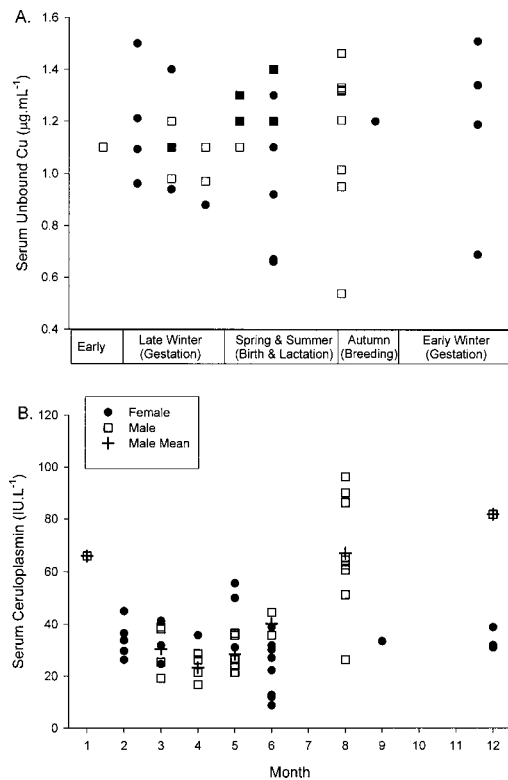 A.
Serum Unbound Cu (µg.mL-1)
1.6
1.4
1.2
1.0
0.8
0.6
0.4
Early
Late Winter
(Gestation)
Spring & Summer
(Birth & Lactation)
Autumn
(Breeding)
Early Winter
(Gestation)
B.
Serum Ceruloplasmin (IU.L-1)
120
100
80
60
40
20
0
Female
Male
Male Mean
1 2 3 4 5 6 7 8 9 10 11 12
Month